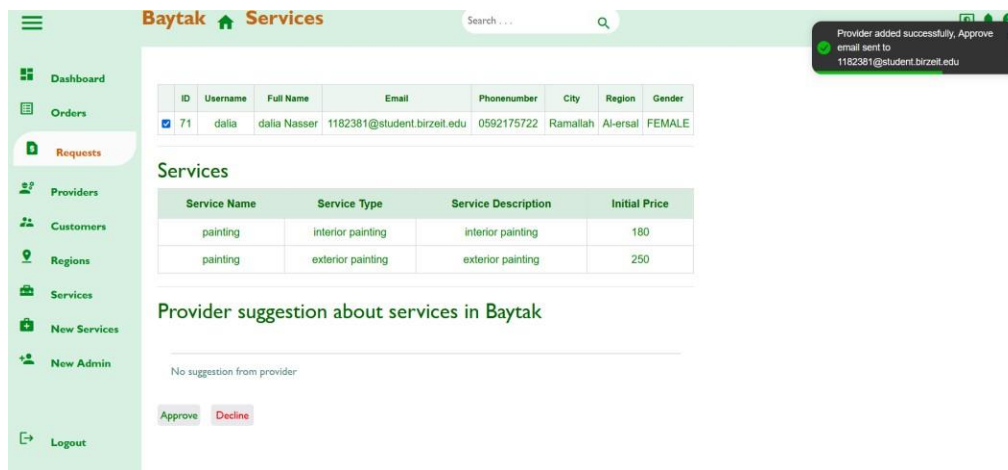 Baytak Services
Search . . .
Provider added successfully, Approve
email sent to
1182381@student.birzeit.edu
Dashboard
Orders
Requests
Providers
Customers
Regions
Services
New Services
New Admin
Logout
ID Username Full Name Email Phonenumber City Region Gender
71 dalia dalia Nasser 1182381@student.birzeit.edu 0592175722 Ramallah Al-ersal FEMALE
Services
Service Name Service Type Service Description Initial Price
painting interior painting interior painting 180
painting exterior painting exterior painting 250
Provider suggestion about services in Baytak
No suggestion from provider
Approve Decline